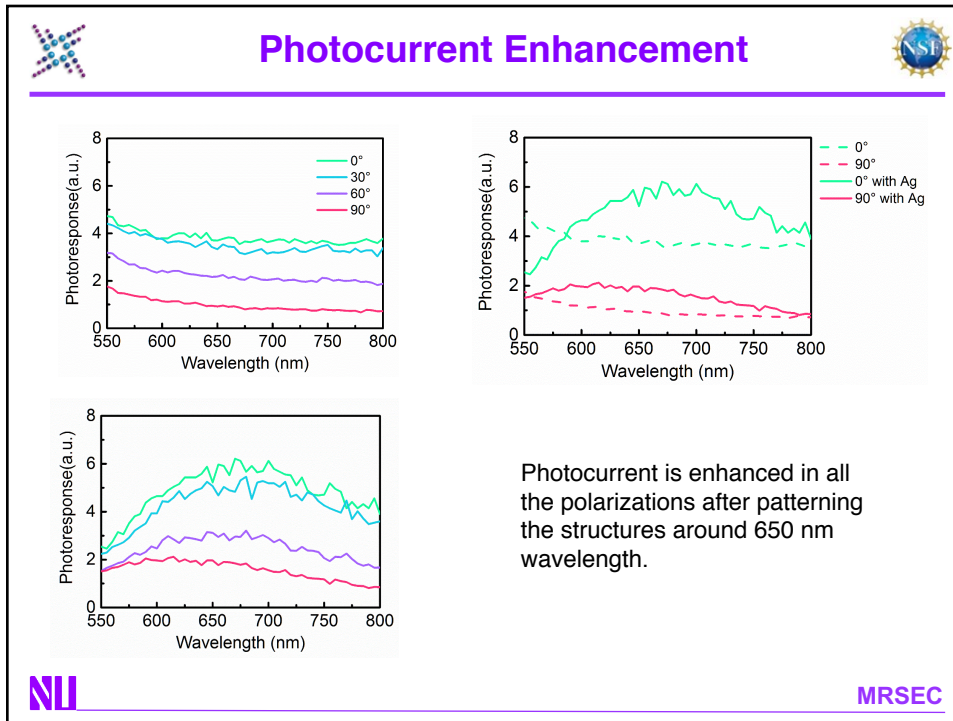 Photocurrent Enhancement
NSF
8
6
4
2
0
Photoresponse(a.u.)
0°
30°
60°
90°
550 600 650 700 750 800
Wavelength (nm)
8
6
4
2
0
Photoresponse(a.u.)
0°
90°
0° with Ag
90° with Ag
550 600 650 700 750 800
Wavelength (nm)
8
6
4
2
0
Photoresponse(a.u.)
550 600 650 700 750 800
Wavelength (nm)
Photocurrent is enhanced in all
the polarizations after patterning
the structures around 650 nm
wavelength.
NU
MRSEC